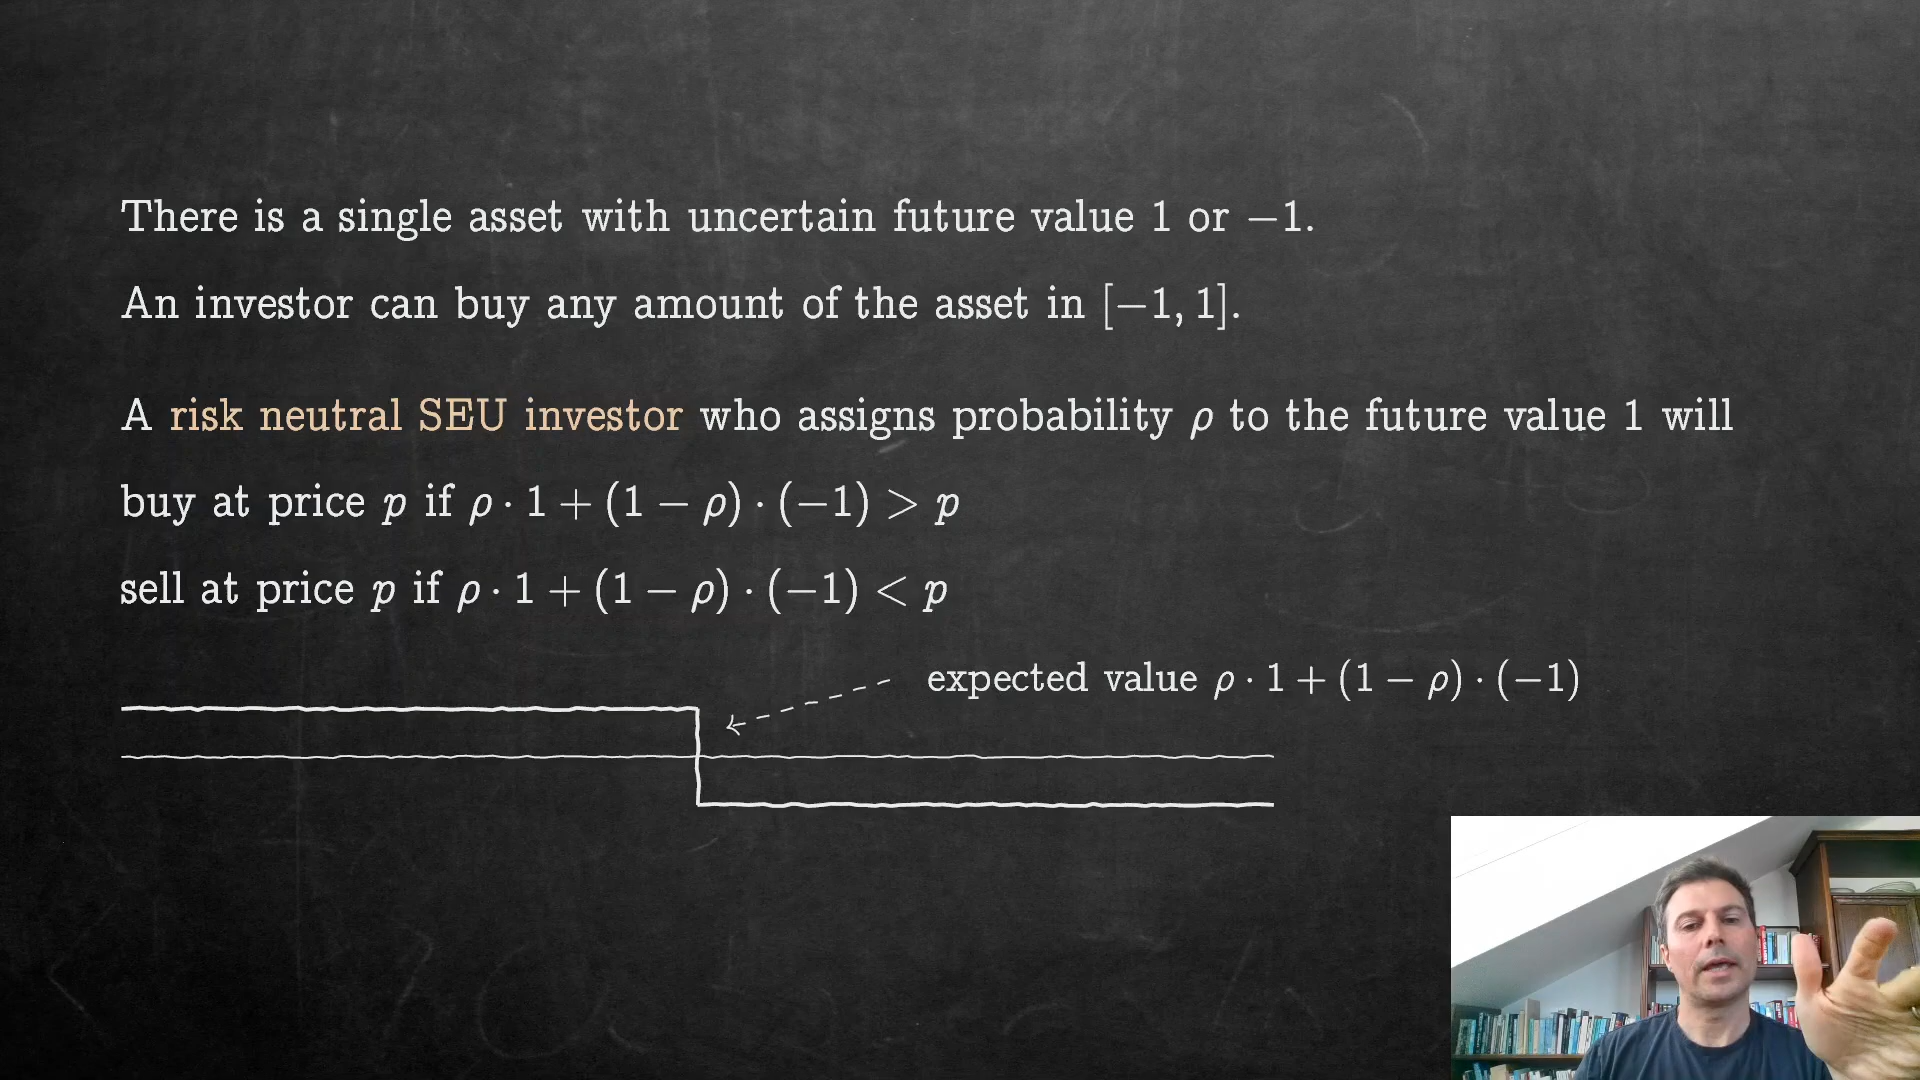 There is a single asset with uncertain future value 1 or −1.
An investor can buy any amount of the asset in [−1, 1].
A risk neutral SEU investor who assigns probability ρ to the future value 1 will
buy at price p if ρ · 1 + (1 − ρ) · (−1) > p
sell at price p if ρ · 1 + (1 − ρ) · (−1) < p
expected value ρ · 1 + (1 − ρ) · (−1)